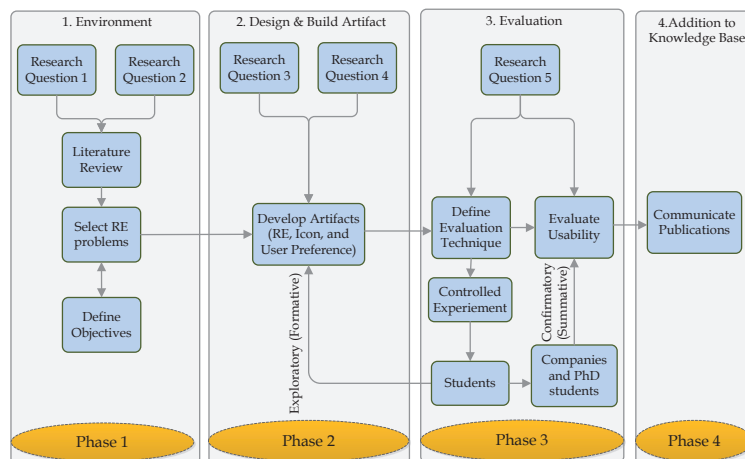 1. Environment
Research
Question 1
Research
Question 2
Literature
Review
Select RE
problems
Define
Objectives
Phase 1
2. Design & Build Artifact
Research
Question 3
Research
Question 4
Develop Artifacts
(RE, Icon, and
User Preference)
Exploratory (Formative)
Phase 2
3. Evaluation
Research
Question 5
Define
Evaluation
Technique
Evaluate
Usability
Controlled
Experiement
Confirmatory
(Summative)
Students
Companies
and PhD
students
Phase 3
4.Addition to
Knowledge Base
Communicate
Publications
Phase 4